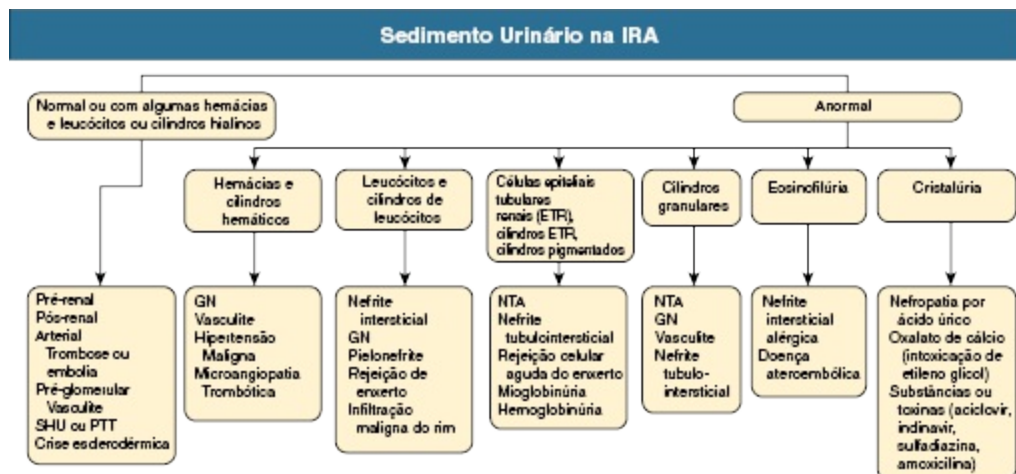 Sedimento Urinário na IRA
Normal ou com algumas hemácias
e leucócitos ou cilindros hialinos
Anormal
Hemácias e
cilindros
hemáticos
Leucócitos e
cilindros de
leucócitos
Células epiteliais
tubulares
renais (ETR),
cilindros ETR,
cilindros pigmentados
Cilindros
granulares
Eosinofilúria
Cristalúria
Pré-renal
Pós-renal
Arterial
Trombose ou
embolia
Pré-glomerular
Vasculite
SHU ou PTT
Crise esclerodérmica
GN
Vasculite
Hipertensão
Maligna
Microangiopatia
Trombótica
Nefrite
intersticial
GN
Pielonefrite
Rejeição de
enxerto
Infiltração
maligna do rim
NTA
Nefrite
tubulointersticial
Rejeição celular
aguda do enxerto
Mioglobinúria
Hemoglobinúria
NTA
GN
Vasculite
Nefrite
tubulo-
intersticial
Nefrite
intersticial
alérgica
Doença
ateroembólica
Nefropatia por
ácido úrico
Oxalato de cálcio
(intoxicação de
etileno glicol)
Substâncias ou
toxinas (aciclovir,
indinavir,
sulfadiazina,
amoxicilina)